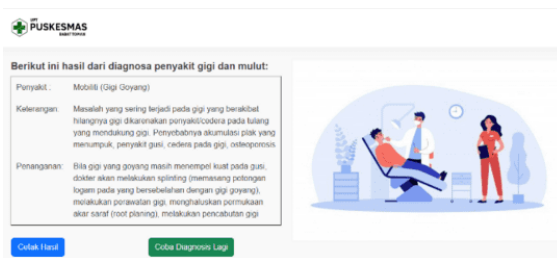 UPT
PUSKESMAS
BABAT TOMAN
Berikut ini hasil dari diagnosa penyakit gigi dan mulut:
Penyakit : Mobiliti (Gigi Goyang)
Keterangan: Masalah yang sering terjadi pada gigi yang berakibat
hilangnya gigi dikarenakan penyakit/codera pada tulang
yang mendukung gigi. Penyebabnya akumulasi plak yang
menumpuk, penyakit gusi, cedera pada gigi, osteoporosis
Penanganan: Bila gigi yang goyang masih menempel kuat pada gusi,
dokter akan melakukan splinting (memasang potongan
logam pada yang bersebelahan dengan gigi goyang),
melakukan perawatan gigi, menghaluskan permukaan
akar saraf (root planing), melakukan pencabutan gigi
Cetak Hasil
Coba Diagnosis Lagi